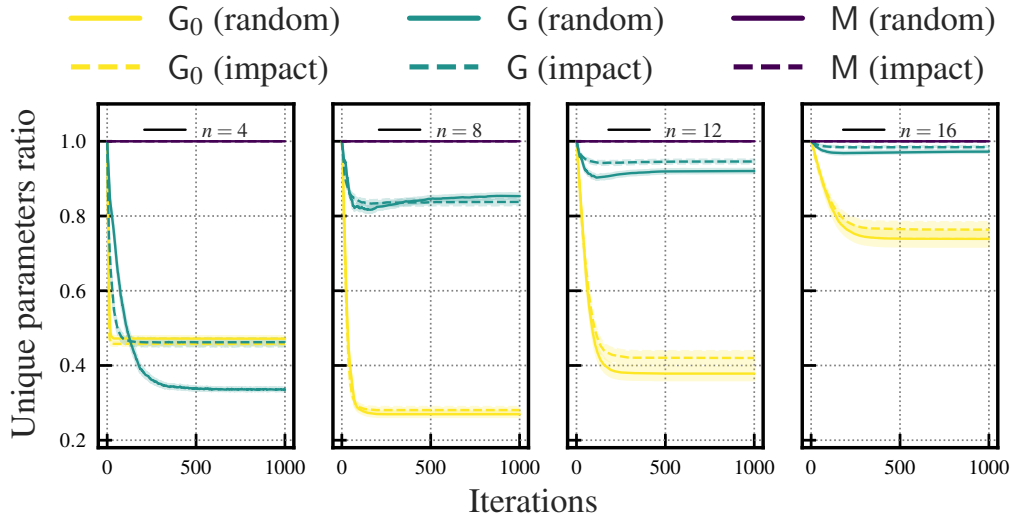 G₀ (random) G (random) M (random)
G₀ (impact) G (impact) M (impact)
n = 4 n = 8 n = 12 n = 16
Unique parameters ratio
1.0
0.8
0.6
0.4
0.2
0 500 1000 0 500 1000 0 500 1000 0 500 1000
Iterations